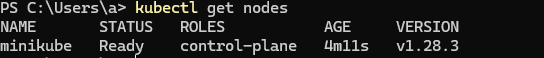 PS C:\Users\a> kubectl get nodes
NAME       STATUS   ROLES           AGE     VERSION
minikube   Ready    control-plane   4m11s   v1.28.3